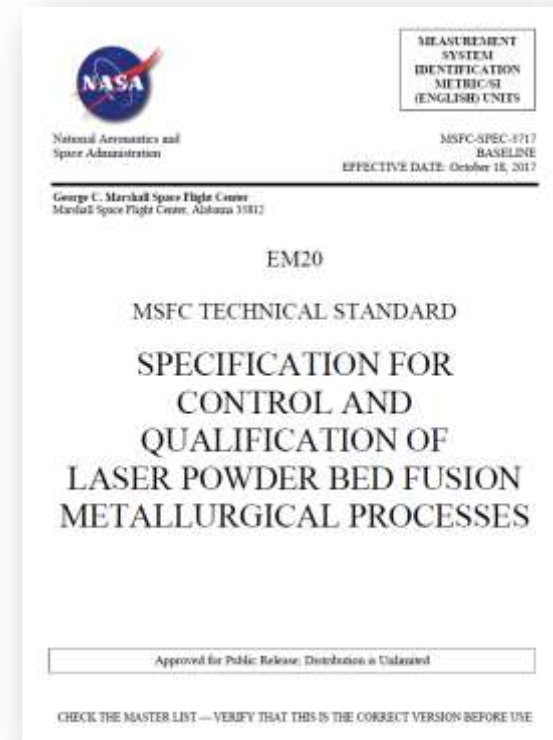 NASA
MEASUREMENT
SYSTEM
IDENTIFICATION
METRIC/SI
(ENGLISH) UNITS
National Aeronautics and
Space Administration
MSFC-SPEC-3717
BASELINE
EFFECTIVE DATE: October 18, 2017
George C. Marshall Space Flight Center
Marshall Space Flight Center, Alabama 35812
EM20
MSFC TECHNICAL STANDARD
SPECIFICATION FOR
CONTROL AND
QUALIFICATION OF
LASER POWDER BED FUSION
METALLURGICAL PROCESSES
Approved for Public Release; Distribution is Unlimited
CHECK THE MASTER LIST — VERIFY THAT THIS IS THE CORRECT VERSION BEFORE USE